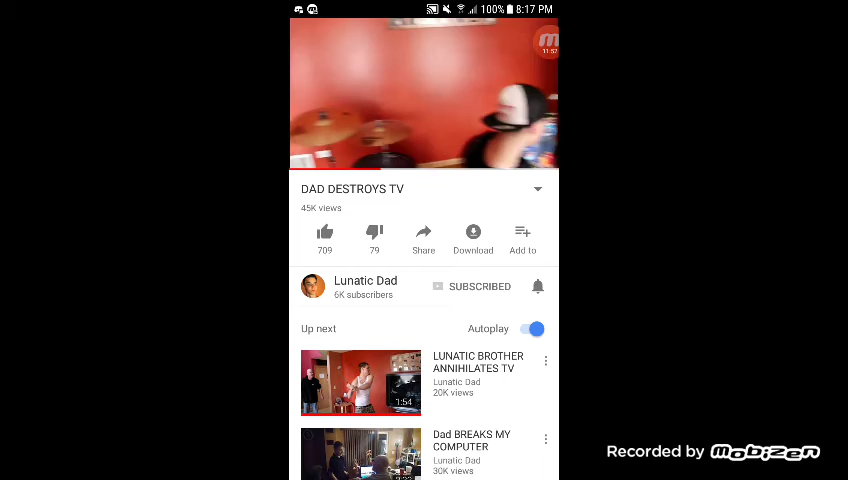 100% 8:17 PM
11:52
DAD DESTROYS TV
45K views
709
79
Share
Download
Add to
Lunatic Dad
6K subscribers
SUBSCRIBED
Up next
Autoplay
LUNATIC BROTHER
ANNIHILATES TV
Lunatic Dad
20K views
1:54
Dad BREAKS MY
COMPUTER
Lunatic Dad
30K views
Recorded by mobizen